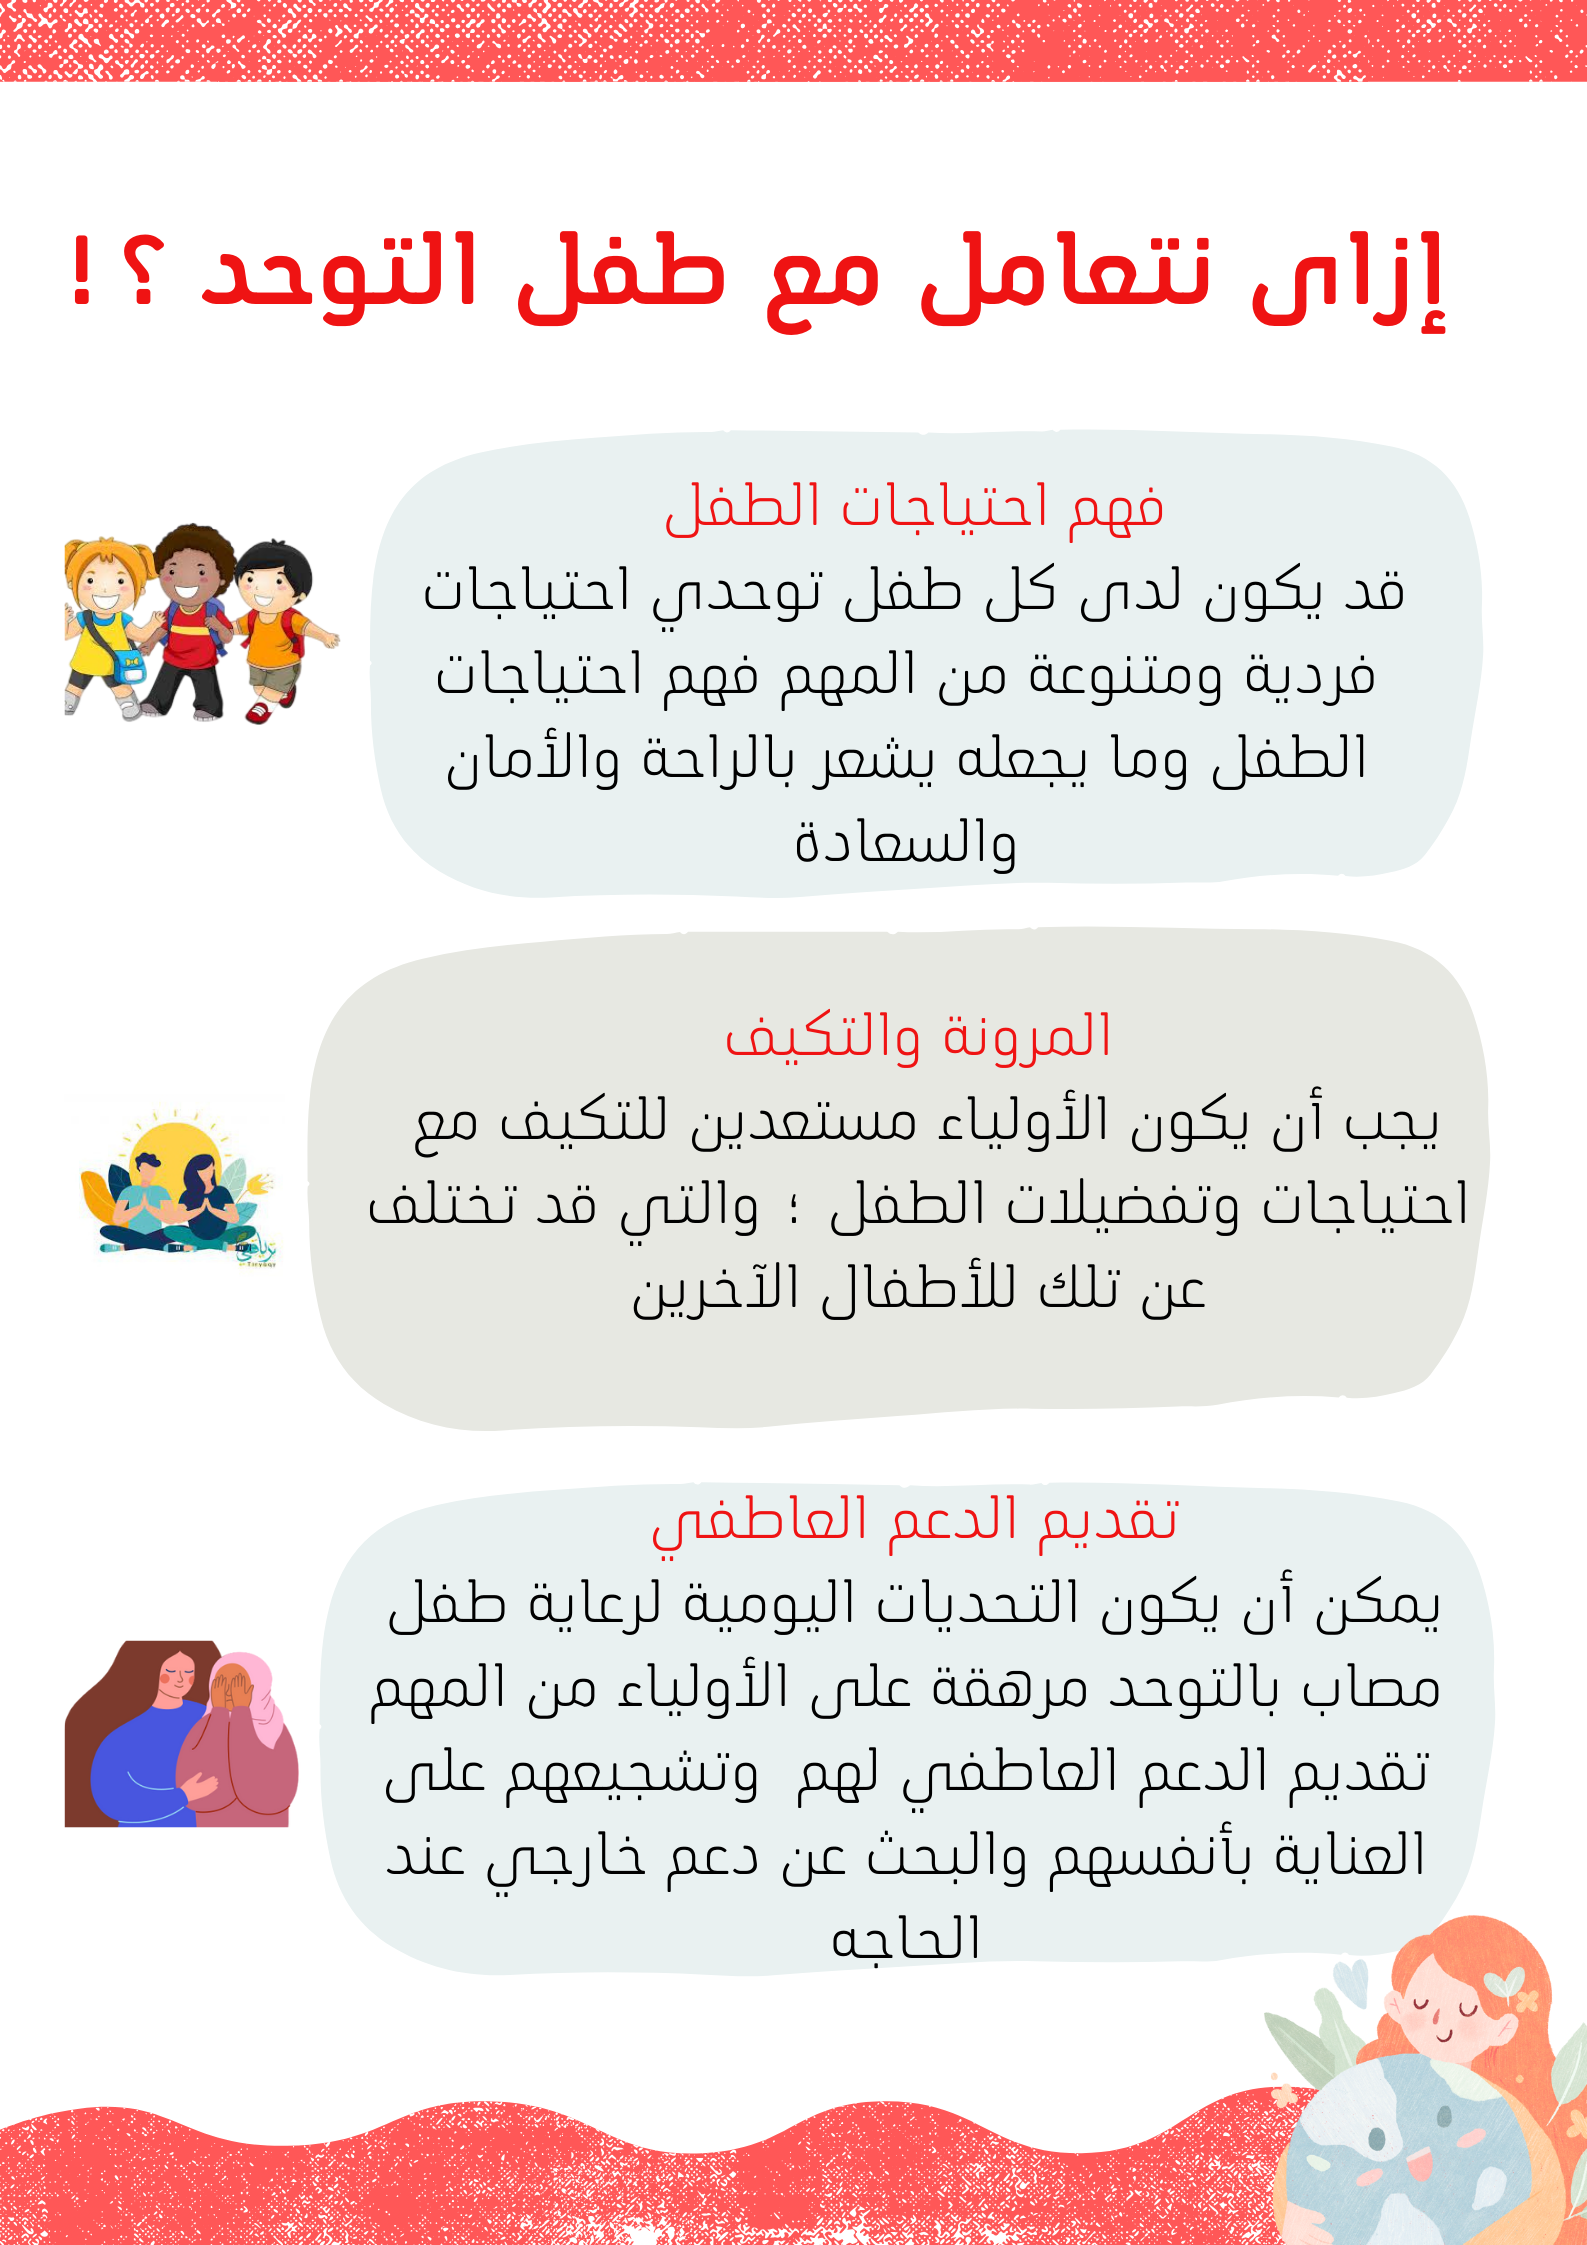 إزاى نتعامل مع طفل التوحد ؟ !
فهم احتياجات الطفل
قد يكون لدى كل طفل توحدي احتياجات
فردية ومتنوعة من المهم فهم احتياجات
الطفل وما يجعله يشعر بالراحة والأمان
والسعادة
المرونة والتكيف
يجب أن يكون الأولياء مستعدين للتكيف مع
احتياجات وتفضيلات الطفل ؛ والتي قد تختلف
عن تلك للأطفال الآخرين
ترياقي
Tiryaqy
تقديم الدعم العاطفي
يمكن أن يكون التحديات اليومية لرعاية طفل
مصاب بالتوحد مرهقة على الأولياء من المهم
تقديم الدعم العاطفي لهم وتشجيعهم على
العناية بأنفسهم والبحث عن دعم خارجي عند
الحاجه